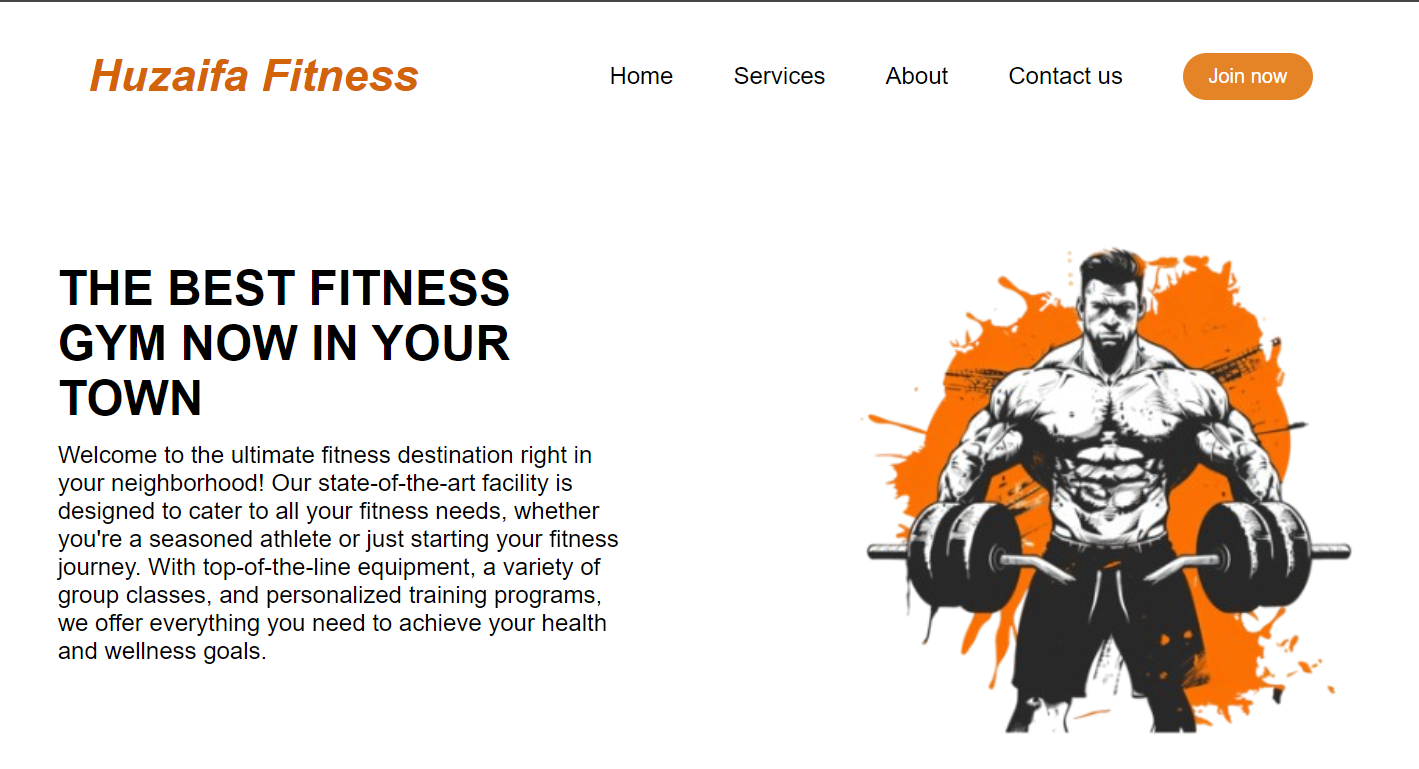 Huzaifa Fitness
Home Services About Contact us Join now
THE BEST FITNESS
GYM NOW IN YOUR
TOWN
Welcome to the ultimate fitness destination right in
your neighborhood! Our state-of-the-art facility is
designed to cater to all your fitness needs, whether
you're a seasoned athlete or just starting your fitness
journey. With top-of-the-line equipment, a variety of
group classes, and personalized training programs,
we offer everything you need to achieve your health
and wellness goals.